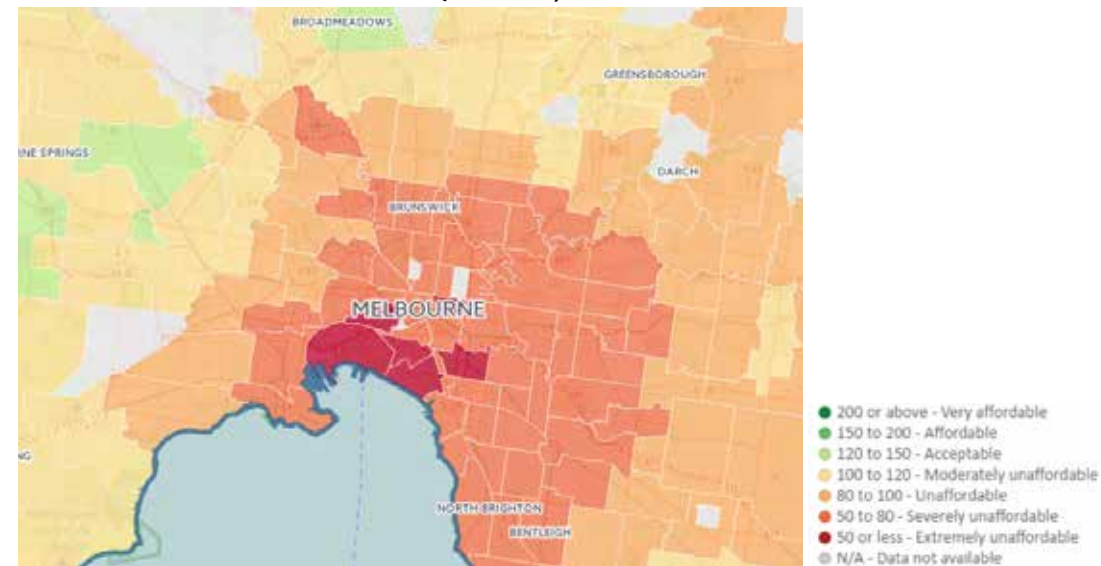 BROADMEADOWS
GREENSBOROUGH
NE SPRINGS
DARCH
BRUNSWICK
MELBOURNE
NG
NORTH BRIGHTON
BENTLEIGH
200 or above - Very affordable
150 to 200 - Affordable
120 to 150 - Acceptable
100 to 120 - Moderately unaffordable
80 to 100 - Unaffordable
50 to 80 - Severely unaffordable
50 or less - Extremely unaffordable
N/A - Data not available